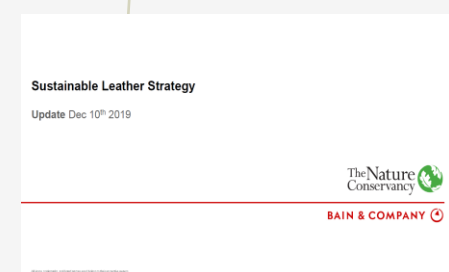 Sustainable Leather Strategy
Update Dec 10th 2019
The Nature
Conservancy
BAIN & COMPANY